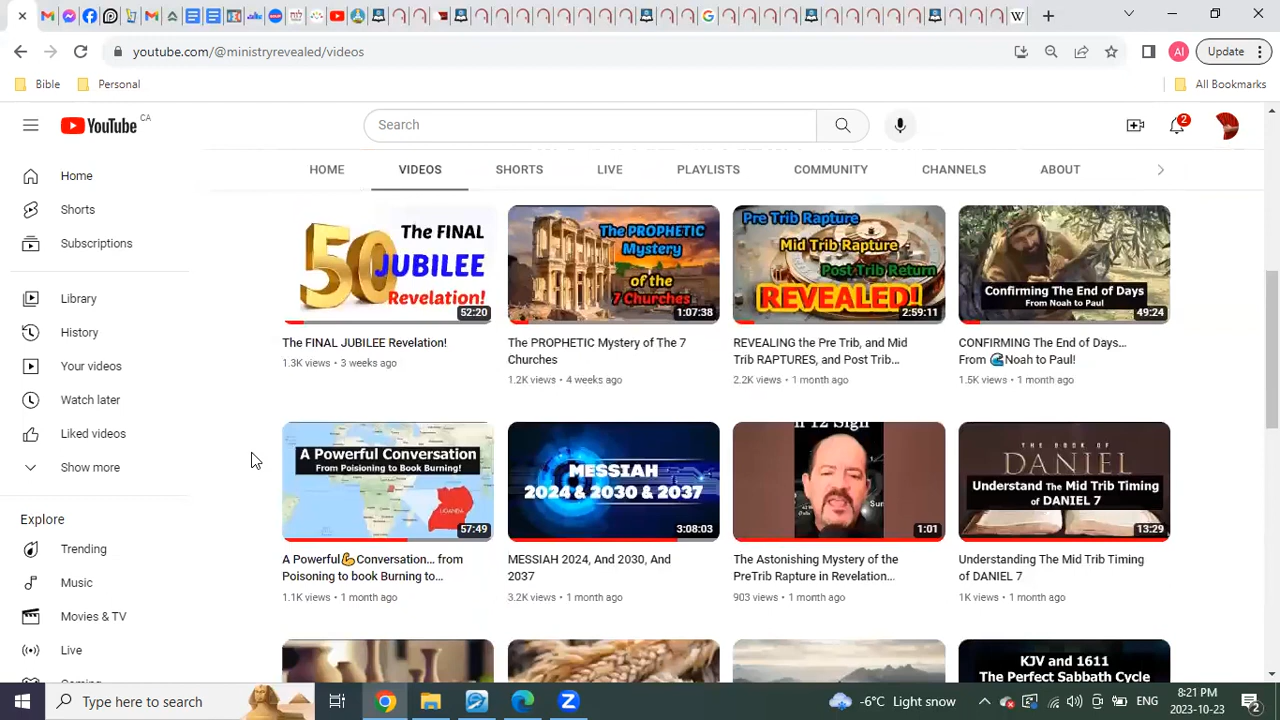 youtube.com/@ministryrevealed/videos
AI
Update
Bible
Personal
All Bookmarks
YouTube CA
Search
2
HOME
VIDEOS
SHORTS
LIVE
PLAYLISTS
COMMUNITY
CHANNELS
ABOUT
Home
Shorts
Subscriptions
Library
History
Your videos
Watch later
Liked videos
Show more
Explore
Trending
Music
Movies & TV
Live
50 The FINAL
JUBILEE
Revelation!
52:20
The FINAL JUBILEE Revelation!
1.3K views • 3 weeks ago
The PROPHETIC
Mystery
of the
7 Churches
1:07:38
The PROPHETIC Mystery of The 7
Churches
1.2K views • 4 weeks ago
Pre Trib Rapture
Mid Trib Rapture
Post Trib Return
REVEALED!
2:59:11
REVEALING the Pre Trib, and Mid
Trib RAPTURES, and Post Trib...
2.2K views • 1 month ago
Confirming The End of Days
From Noah to Paul
49:24
CONFIRMING The End of Days...
From 🌊Noah to Paul!
1.5K views • 1 month ago
A Powerful Conversation
From Poisioning to Book Burning!
UGANDA
57:49
A Powerful💪Conversation... from
Poisoning to book Burning to...
1.1K views • 1 month ago
MESSIAH
2024 & 2030 & 2037
3:08:03
MESSIAH 2024, And 2030, And
2037
3.2K views • 1 month ago
n 12 Sign
Sun
1:01
The Astonishing Mystery of the
PreTrib Rapture in Revelation...
903 views • 1 month ago
THE BOOK OF
DANIEL
Understand The Mid Trib Timing
of DANIEL 7
13:29
Understanding The Mid Trib Timing
of DANIEL 7
1K views • 1 month ago
KJV and 1611
The Perfect Sabbath Cycle
Type here to search
-6°C Light snow
ENG
8:21 PM
2023-10-23
2